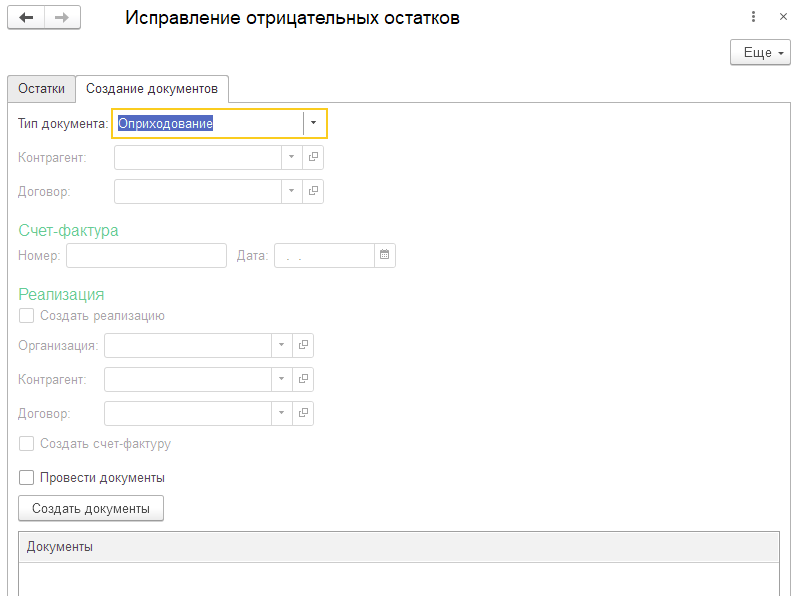 Исправление отрицательных остатков
Еще
Остатки Создание документов
Тип документа: Оприходование
Контрагент:
Договор:
Счет-фактура
Номер: Дата: . .
Реализация
Создать реализацию
Организация:
Контрагент:
Договор:
Создать счет-фактуру
Провести документы
Создать документы
Документы